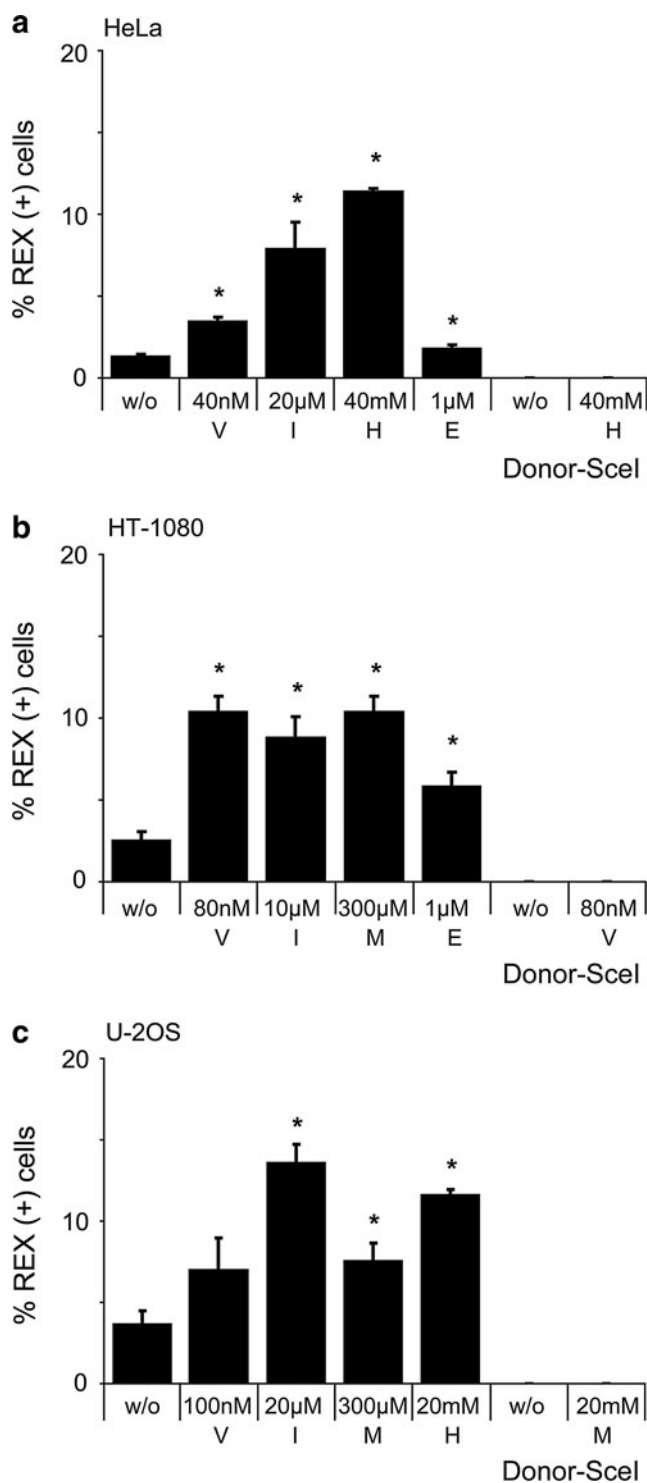 a
HeLa
20
10
0
% REX (+) cells
* * * *
w/o 40nM 20µM 40mM 1µM w/o 40mM
V I H E H
Donor-SceI
b
HT-1080
20
10
0
% REX (+) cells
* * * *
w/o 80nM 10µM 300µM 1µM w/o 80nM
V I M E V
Donor-SceI
c
U-2OS
20
10
0
% REX (+) cells
* * *
w/o 100nM 20µM 300µM 20mM w/o 20mM
V I M H M
Donor-SceI